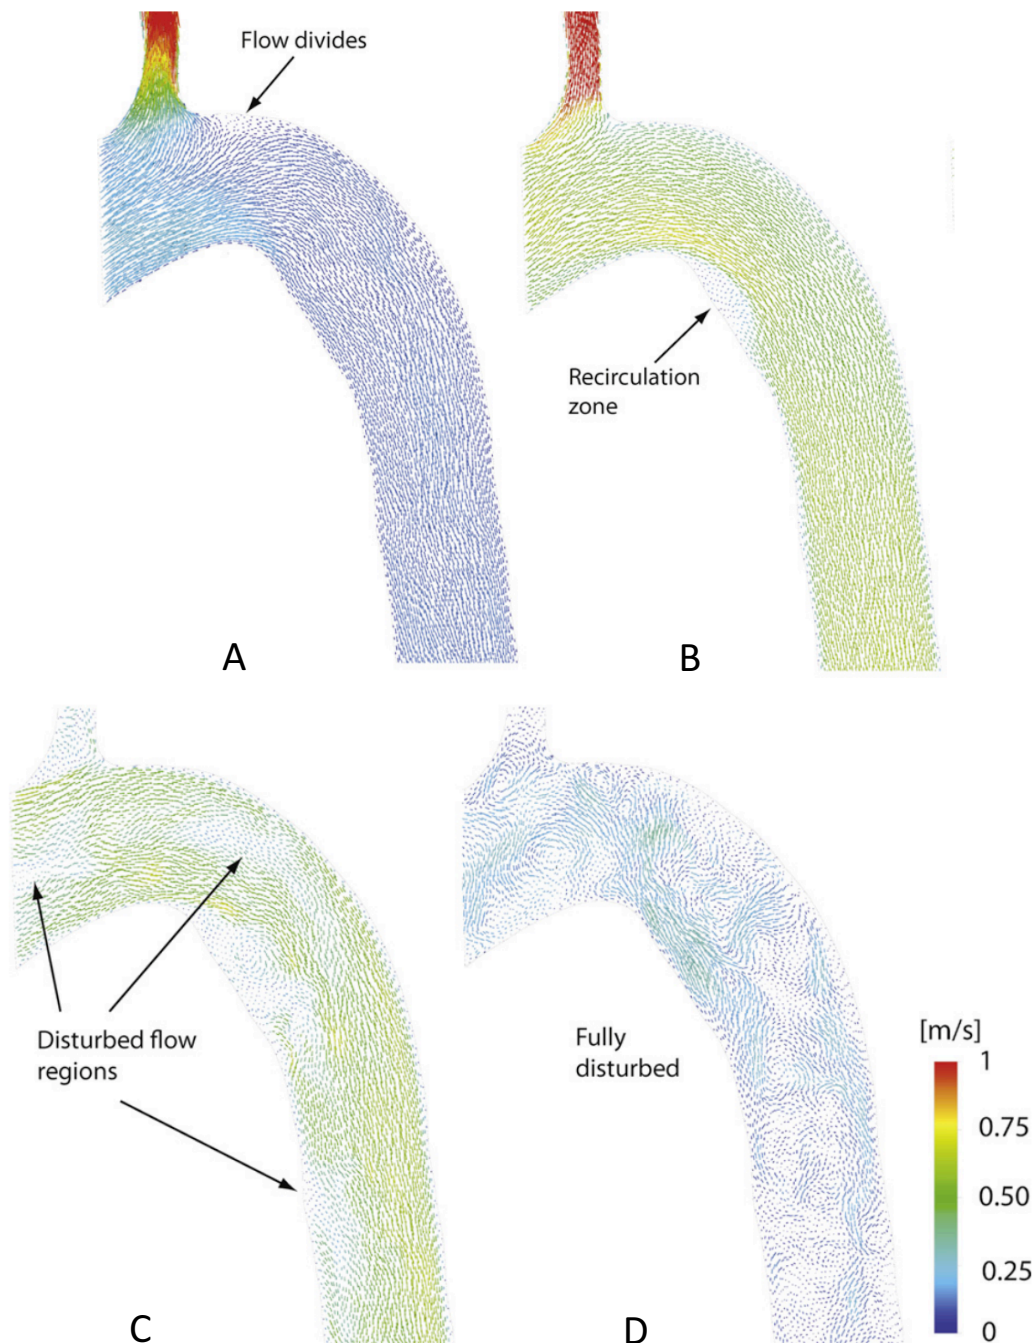 Flow divides
Recirculation
zone
A
B
Disturbed flow
regions
Fully
disturbed
[m/s]
1
0.75
0.50
0.25
0
C
D